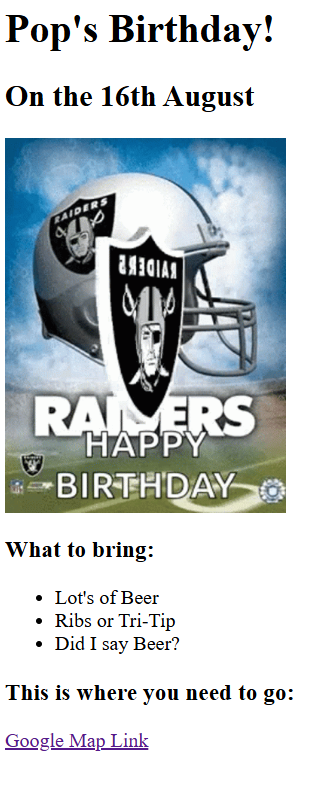 Pop's Birthday!
On the 16th August
RAIDERS
RAIDERS
RAIDERS
HAPPY
BIRTHDAY
What to bring:
Lot's of Beer
Ribs or Tri-Tip
Did I say Beer?
This is where you need to go:
Google Map Link